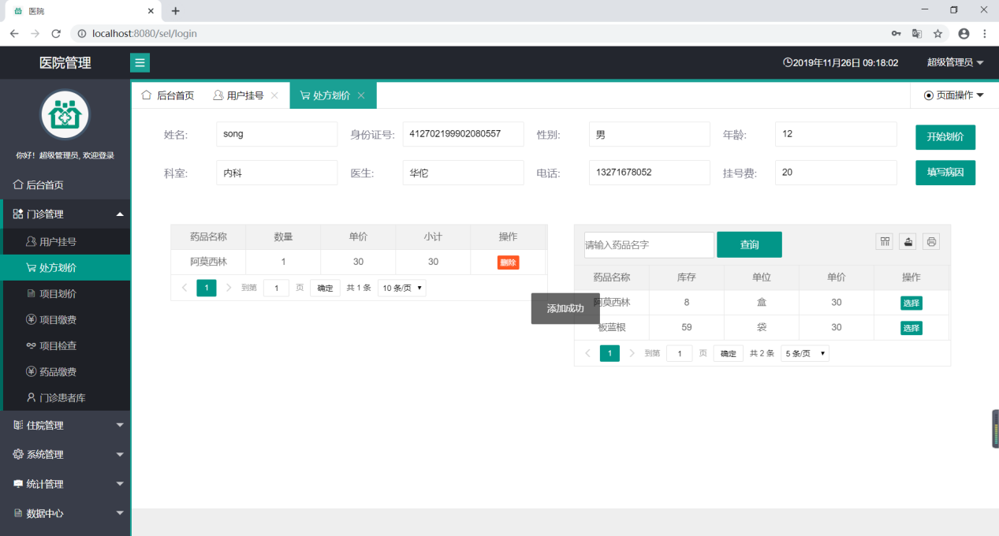 医院
localhost:8080/sel/login
医院管理
2019年11月26日 09:18:02
超级管理员
你好！超级管理员, 欢迎登录
后台首页
门诊管理
用户挂号
处方划价
项目划价
项目缴费
项目检查
药品缴费
门诊患者库
住院管理
系统管理
统计管理
数据中心
后台首页 用户挂号 处方划价 页面操作
姓名: song 身份证号: 412702199902080557 性别: 男 年龄: 12 开始划价
科室: 内科 医生: 华佗 电话: 13271678052 挂号费: 20 填写病因
药品名称 数量 单价 小计 操作
阿莫西林 1 30 30 删除
1 到第 1 页 确定 共 1 条 10 条/页
请输入药品名字 查询
药品名称 库存 单位 单价 操作
阿莫西林 8 盒 30 选择
板蓝根 59 袋 30 选择
1 到第 1 页 确定 共 2 条 5 条/页
添加成功